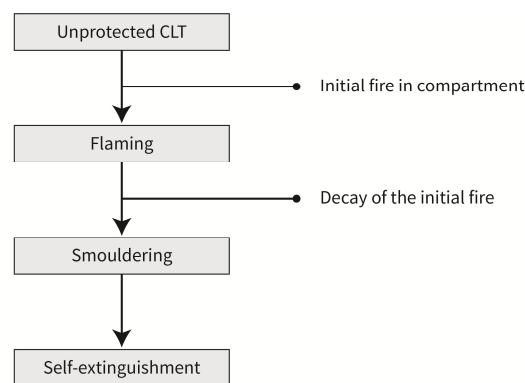 Unprotected CLT
Initial fire in compartment
Flaming
Decay of the initial fire
Smouldering
Self-extinguishment